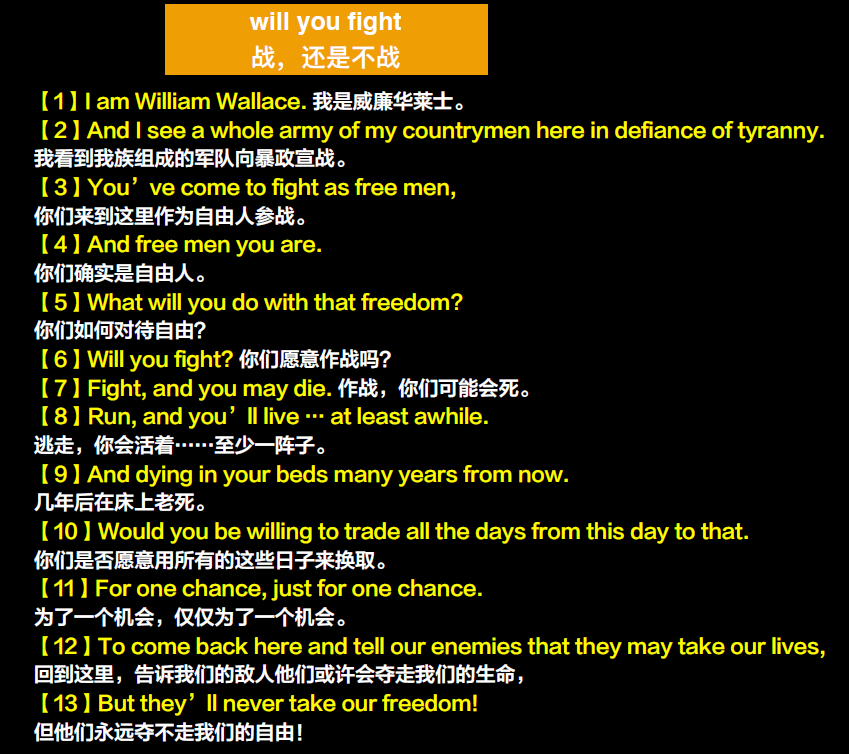 will you fight
战，还是不战
【1】I am William Wallace. 我是威廉华莱士。
【2】And I see a whole army of my countrymen here in defiance of tyranny.
我看到我族组成的军队向暴政宣战。
【3】You’ve come to fight as free men,
你们来到这里作为自由人参战。
【4】And free men you are.
你们确实是自由人。
【5】What will you do with that freedom?
你们如何对待自由?
【6】Will you fight? 你们愿意作战吗?
【7】Fight, and you may die. 作战，你们可能会死。
【8】Run, and you’ll live … at least awhile.
逃走，你会活着……至少一阵子。
【9】And dying in your beds many years from now.
几年后在床上老死。
【10】Would you be willing to trade all the days from this day to that.
你们是否愿意用所有的这些日子来换取。
【11】For one chance, just for one chance.
为了一个机会，仅仅为了一个机会。
【12】To come back here and tell our enemies that they may take our lives,
回到这里，告诉我们的敌人他们或许会夺走我们的生命，
【13】But they’ll never take our freedom!
但他们永远夺不走我们的自由!